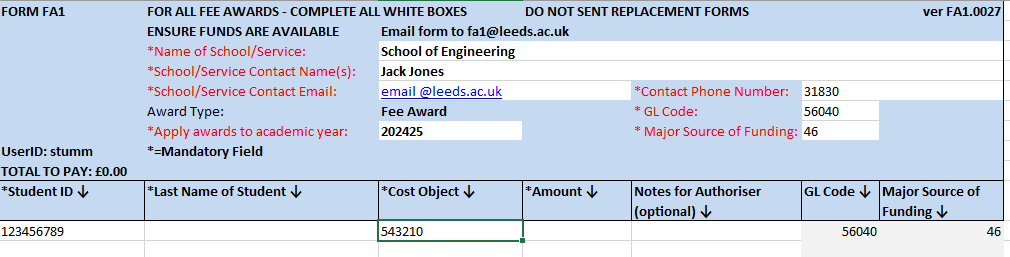 FORM FA1 FOR ALL FEE AWARDS - COMPLETE ALL WHITE BOXES DO NOT SENT REPLACEMENT FORMS ver FA1.0027
ENSURE FUNDS ARE AVAILABLE Email form to fa1@leeds.ac.uk
*Name of School/Service: School of Engineering
*School/Service Contact Name(s): Jack Jones
*School/Service Contact Email: email @leeds.ac.uk *Contact Phone Number: 31830
Award Type: Fee Award * GL Code: 56040
*Apply awards to academic year: 202425 * Major Source of Funding: 46
UserID: stumm *=Mandatory Field
TOTAL TO PAY: £0.00
*Student ID ↓ *Last Name of Student ↓ *Cost Object ↓ *Amount ↓ Notes for Authoriser GL Code ↓ Major Source of
(optional) ↓ Funding ↓
123456789 543210 56040 46